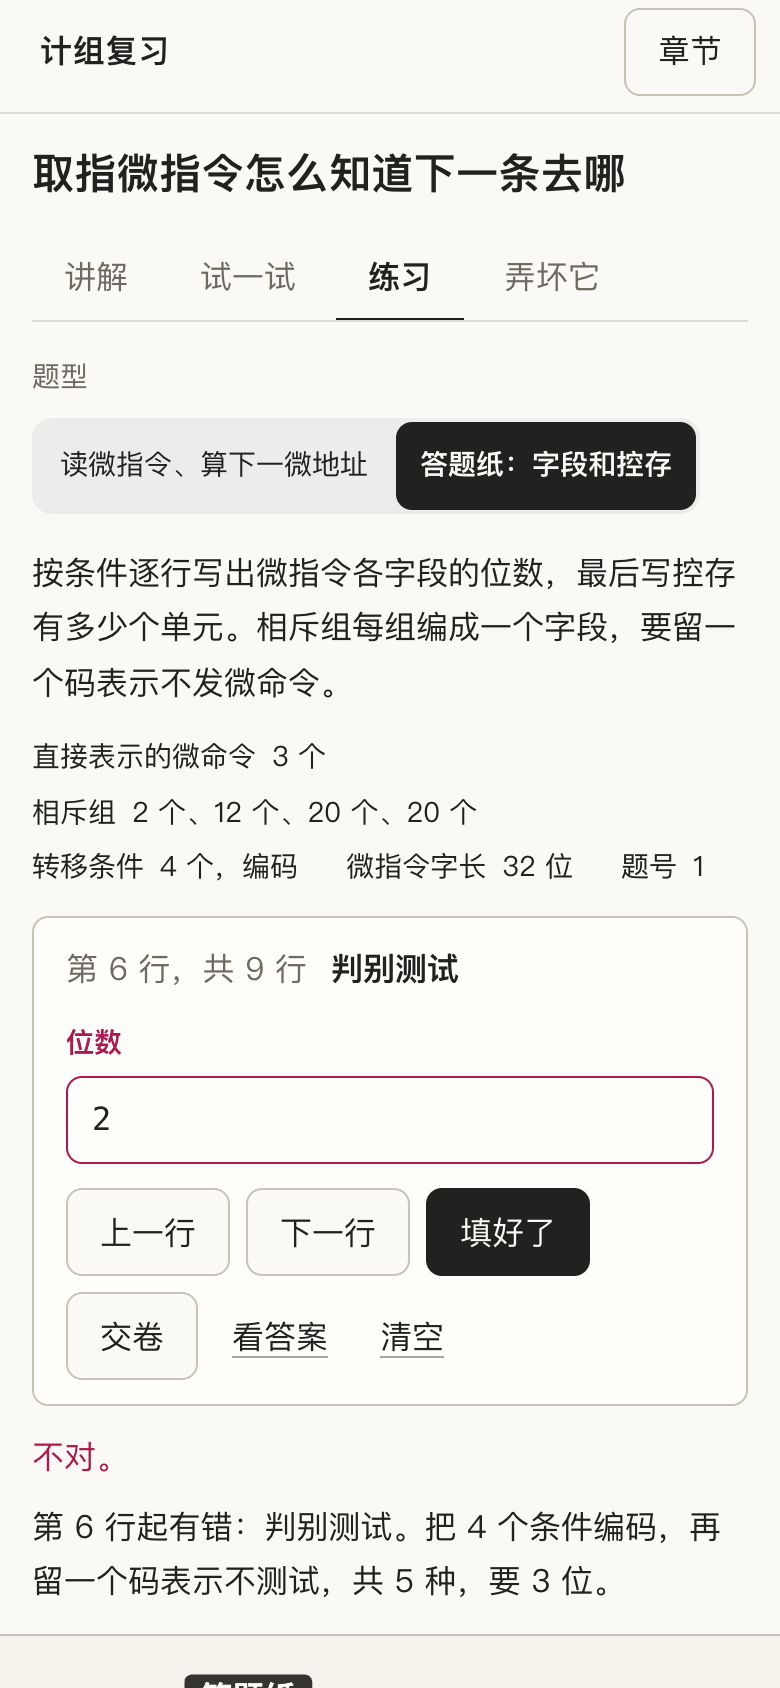 计组复习
章节
取指微指令怎么知道下一条去哪
讲解 试一试 练习 弄坏它
题型
读微指令、算下一微地址 答题纸：字段和控存
按条件逐行写出微指令各字段的位数，最后写控存
有多少个单元。相斥组每组编成一个字段，要留一
个码表示不发微命令。
直接表示的微命令 3 个
相斥组 2 个、12 个、20 个、20 个
转移条件 4 个，编码 微指令字长 32 位 题号 1
第 6 行，共 9 行 判别测试
位数
2
上一行 下一行 填好了
交卷 看答案 清空
不对。
第 6 行起有错：判别测试。把 4 个条件编码，再
留一个码表示不测试，共 5 种，要 3 位。